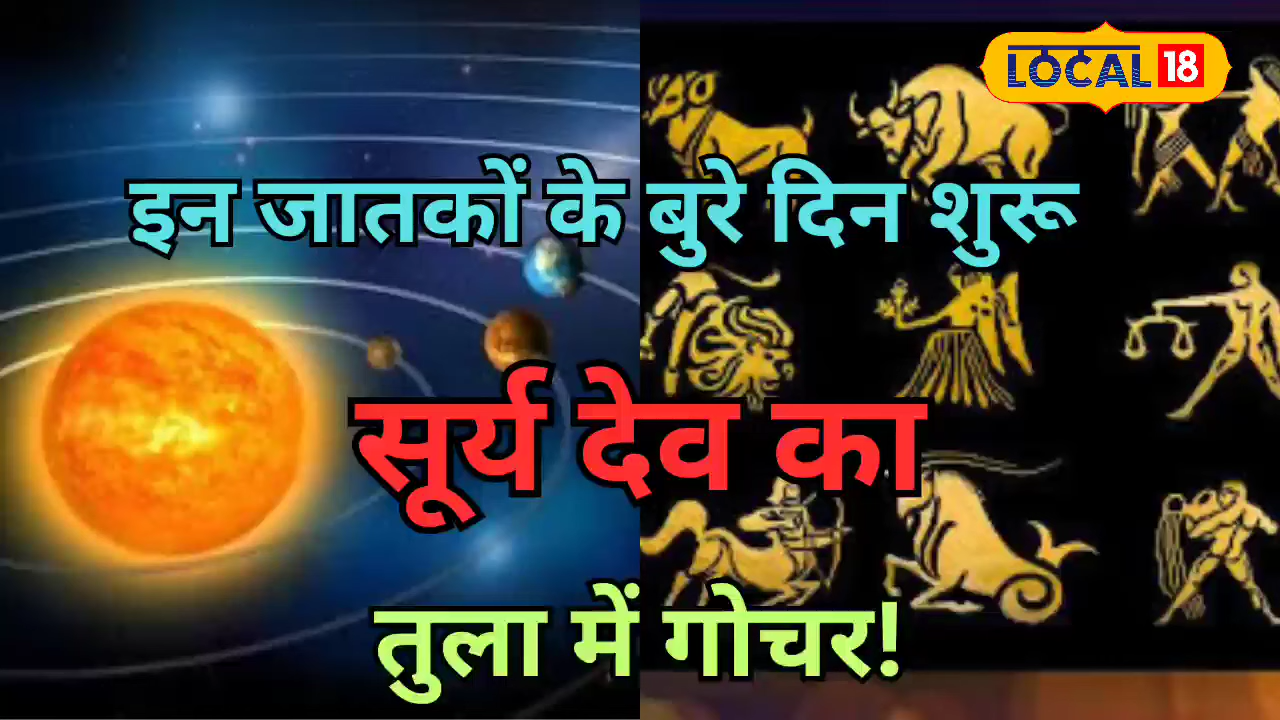 LOCAL 18
इन जातकों के बुरे दिन शुरू
सूर्य देव का
तुला में गोचर!